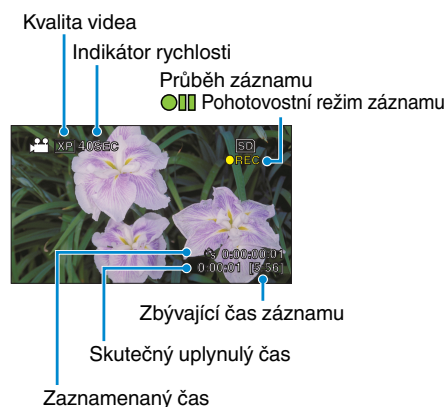 Kvalita videa
Indikátor rychlosti
Průběh záznamu
Pohotovostní režim záznamu
XP 40SEC
SD
REC
0:00:00.01
0:00:01 [5:56]
Zbývající čas záznamu
Skutečný uplynulý čas
Zaznamenaný čas